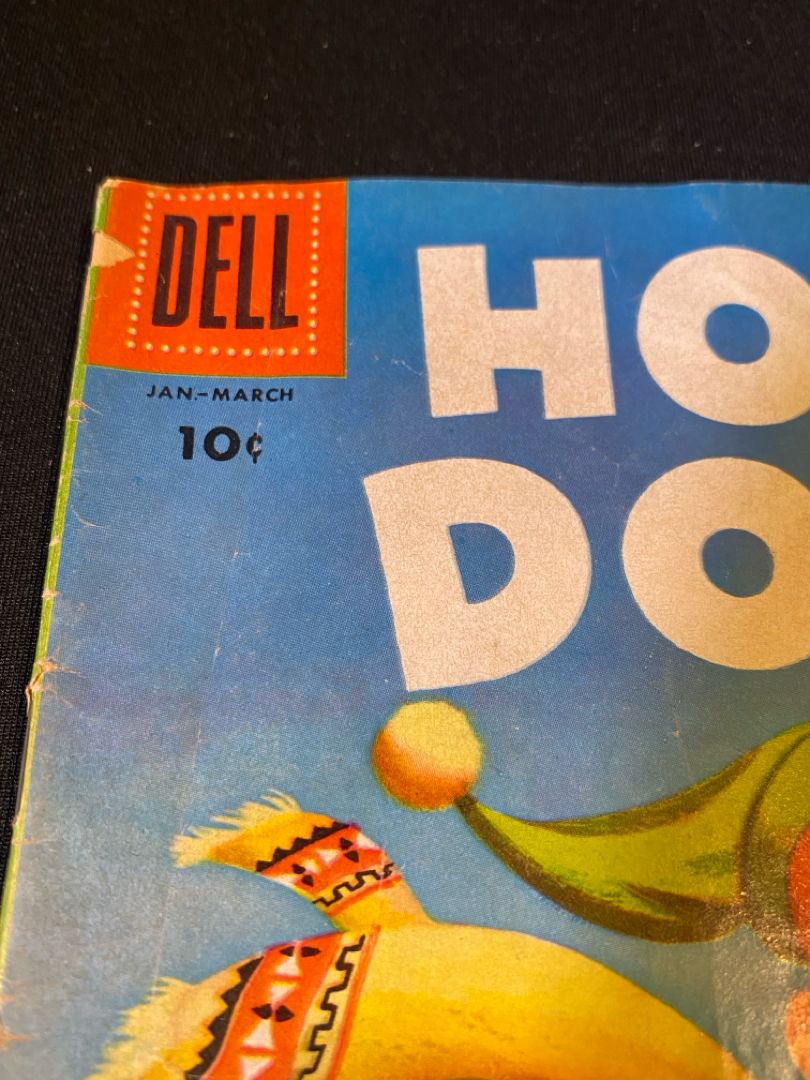 DELL
JAN.-MARCH
10¢
HO
DO